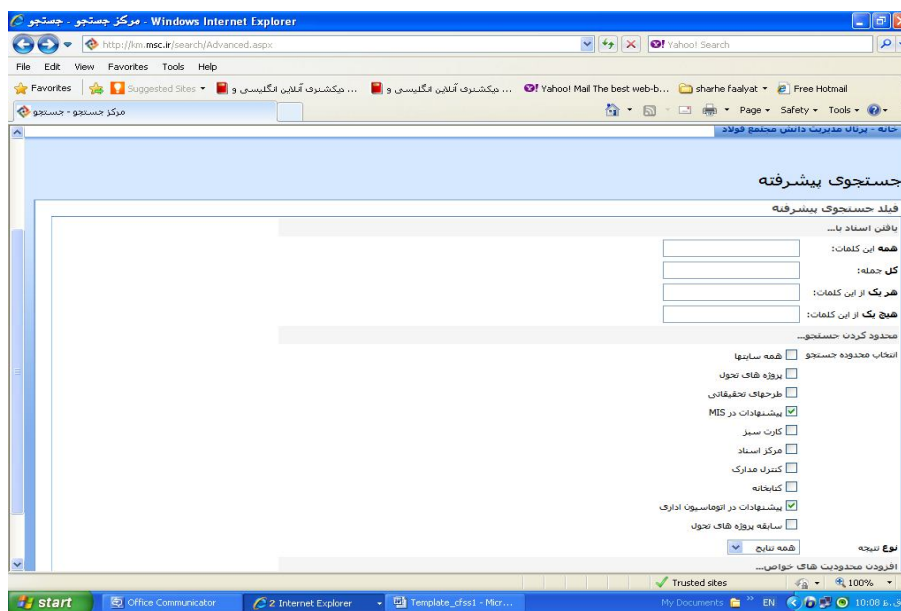 مرکز جستجو - جستجو - Windows Internet Explorer
http://km.msc.ir/search/Advanced.aspx
Yahoo! Search
File Edit View Favorites Tools Help
Favorites Suggested Sites ... میکشنری آنلاین انگلیسی و ... میکشنری آنلاین انگلیسی و Yahoo! Mail The best web-b... sharhe faalyat Free Hotmail
مرکز جستجو - جستجو
Page Safety Tools
خانه - پرتال مدیریت دانش مجتمع فولاد
جستجوی پیشرفته
فیلد جستجوی پیشرفته
یافتن اسناد با...
همه این کلمات:
کل جمله:
هر یک از این کلمات:
هیچ یک از این کلمات:
محدود کردن جستجو...
انتخاب محدوده جستجو همه سایتها
پروژه های تحول
طرحهای تحقیقاتی
پیشنهادات در MIS
کارت سبز
مرکز اسناد
کنترل مدارک
کتابخانه
پیشنهادات در اتوماسیون اداری
سابقه پروژه های تحول
نوع نتیجه همه نتایج
افزودن محدودیت های خواص...
Trusted sites 100%
start Office Communicator 2 Internet Explorer Template_cfss1 - Micr... My Documents EN 10:08